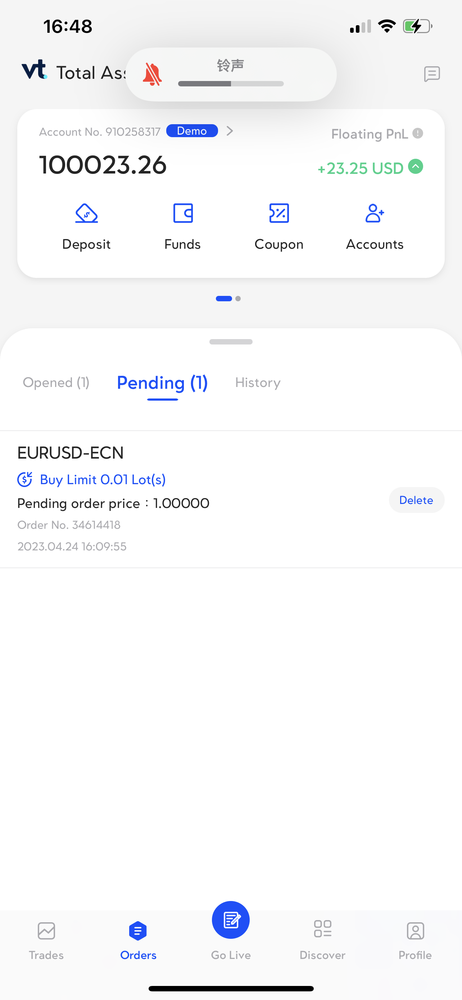 16:48
铃声
vt. Total Ass
Account No. 910258317 Demo
Floating PnL
100023.26
+23.25 USD
Deposit Funds Coupon Accounts
Opened (1) Pending (1) History
EURUSD-ECN
Buy Limit 0.01 Lot(s)
Pending order price：1.00000
Delete
Order No. 34614418
2023.04.24 16:09:55
Trades Orders Go Live Discover Profile